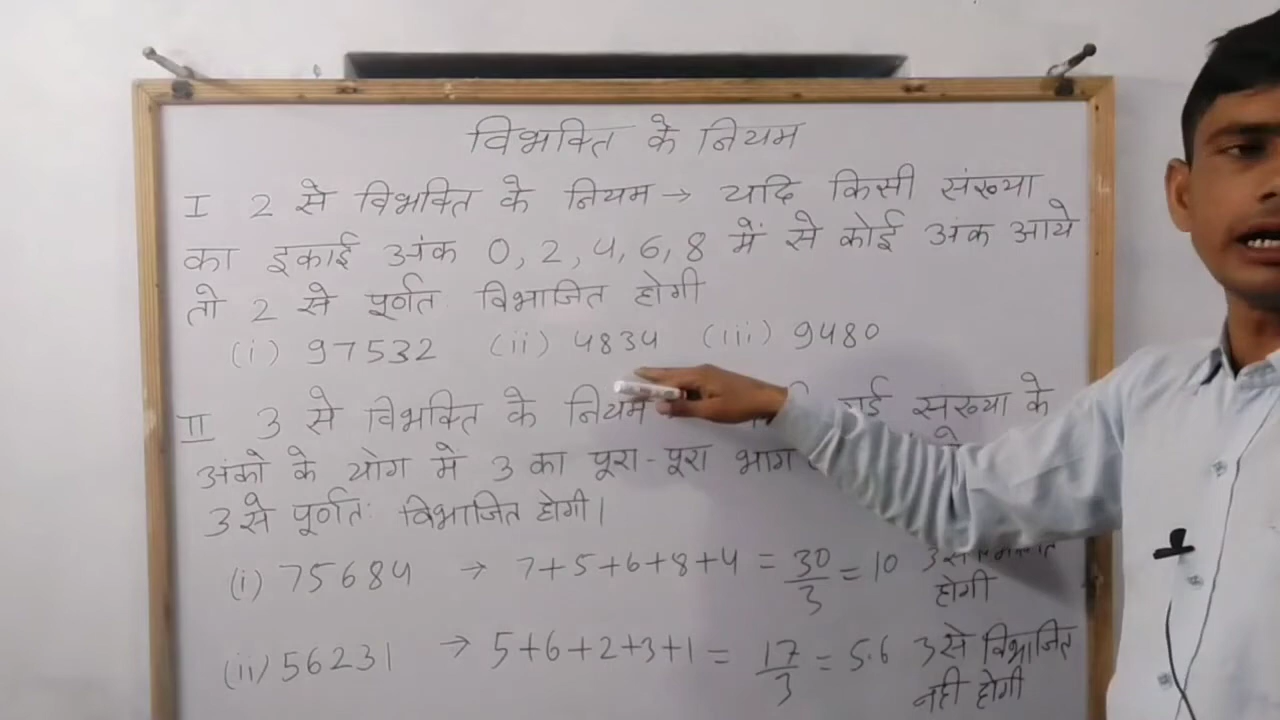 विभक्ति के नियम
I 2 से विभक्ति के नियम → यदि किसी संख्या
का इकाई अंक 0, 2, 4, 6, 8 में से कोई अंक आये
तो 2 से पूर्णत विभाजित होगी
(i) 97532 (ii) 4834 (iii) 9480
II 3 से विभक्ति के नियम संख्या के
अंको के योग में 3 का पूरा-पूरा भाग
3 से पूर्णतः विभाजित होगी।
(i) 75684 → 7+5+6+8+4 = 30/3 = 10 3 से
होगी
(ii) 56231 → 5+6+2+3+1 = 17/3 = 5.6 3 से विभाजित
नही होगी